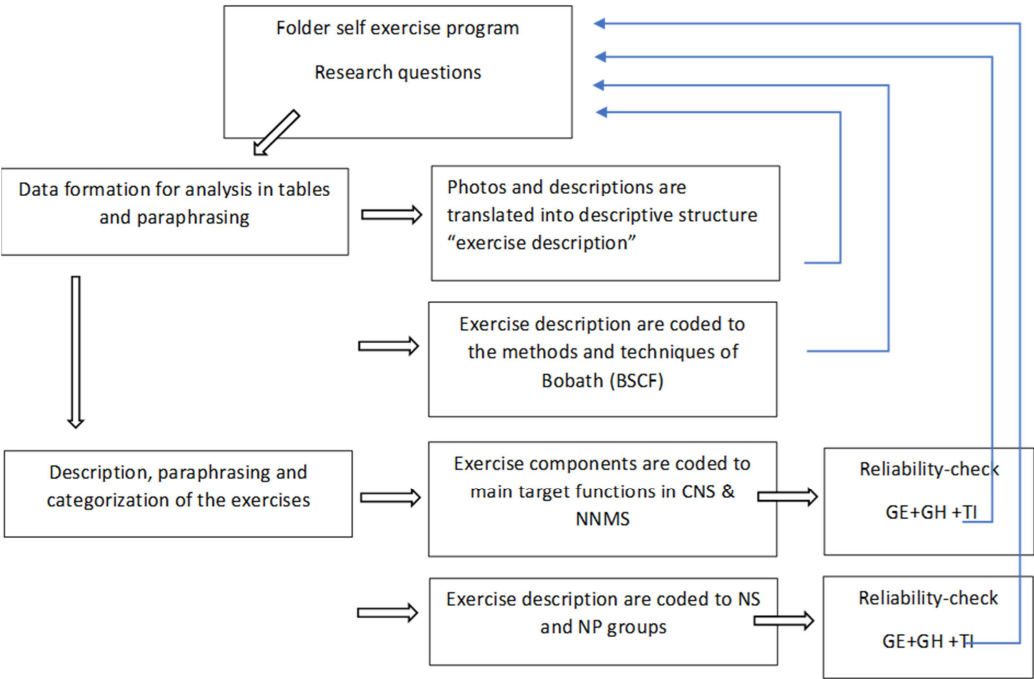 Folder self exercise program
Research questions
Data formation for analysis in tables
and paraphrasing
Photos and descriptions are
translated into descriptive structure
“exercise description”
Exercise description are coded to
the methods and techniques of
Bobath (BSCF)
Description, paraphrasing and
categorization of the exercises
Exercise components are coded to
main target functions in CNS &
NNMS
Reliability-check
GE+GH +TI
Exercise description are coded to NS
and NP groups
Reliability-check
GE+GH +TI